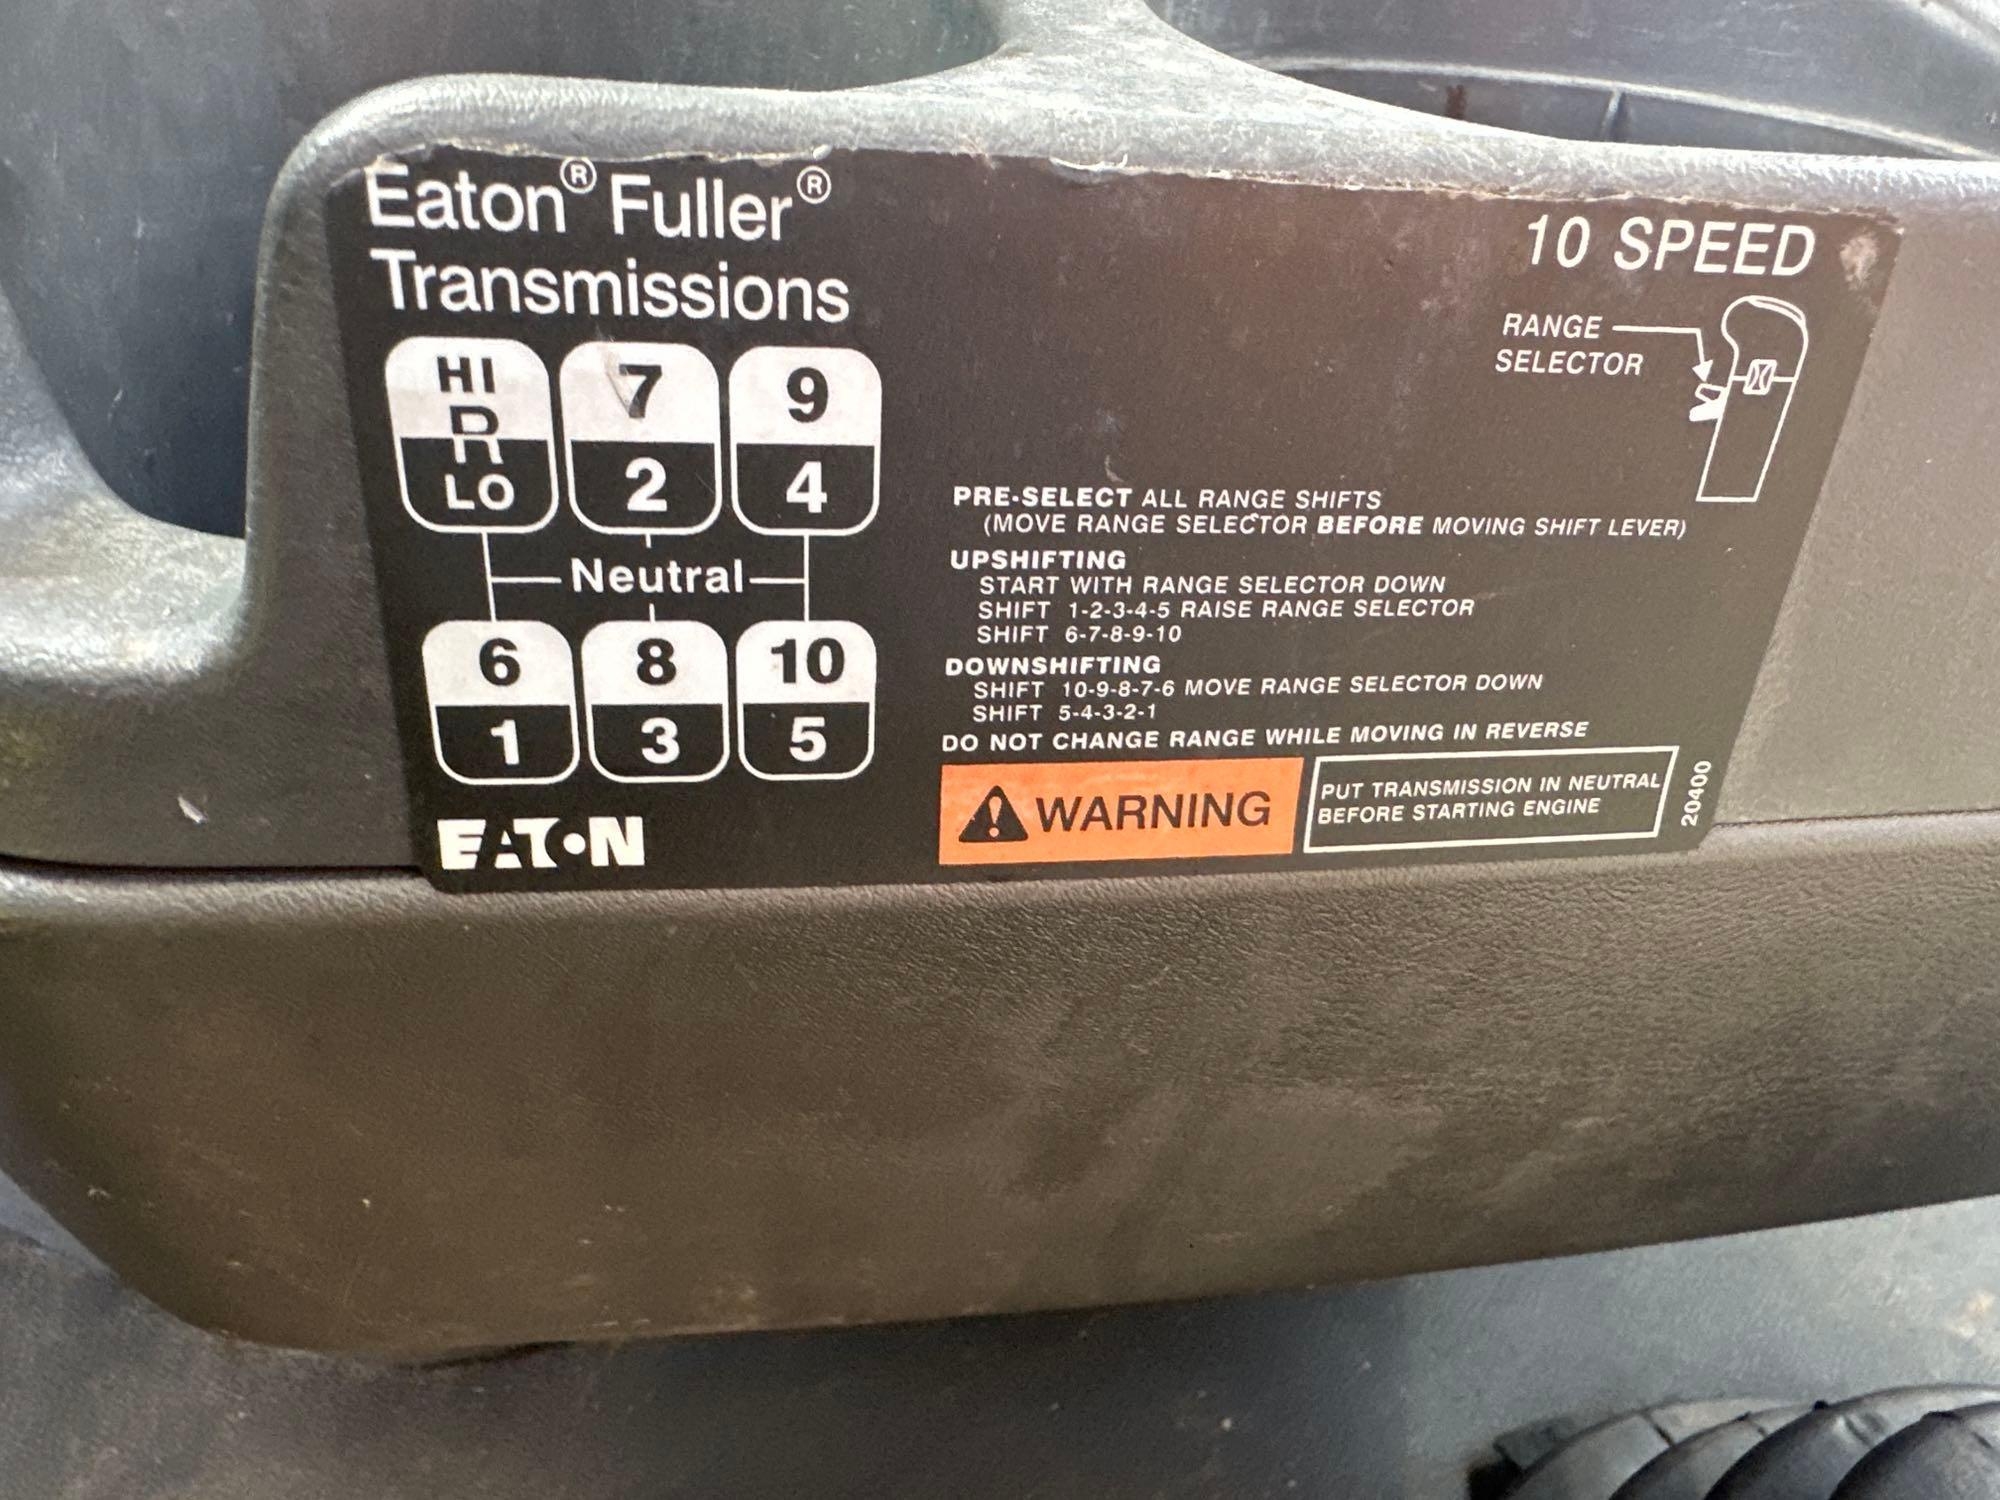 Eaton® Fuller®
Transmissions
10 SPEED
RANGE
SELECTOR
HI 7 9
R
LO 2 4
Neutral
6 8 10
1 3 5
EATON
PRE-SELECT ALL RANGE SHIFTS
(MOVE RANGE SELECTOR BEFORE MOVING SHIFT LEVER)
UPSHIFTING
START WITH RANGE SELECTOR DOWN
SHIFT 1-2-3-4-5 RAISE RANGE SELECTOR
SHIFT 6-7-8-9-10
DOWNSHIFTING
SHIFT 10-9-8-7-6 MOVE RANGE SELECTOR DOWN
SHIFT 5-4-3-2-1
DO NOT CHANGE RANGE WHILE MOVING IN REVERSE
WARNING
PUT TRANSMISSION IN NEUTRAL
BEFORE STARTING ENGINE
20400